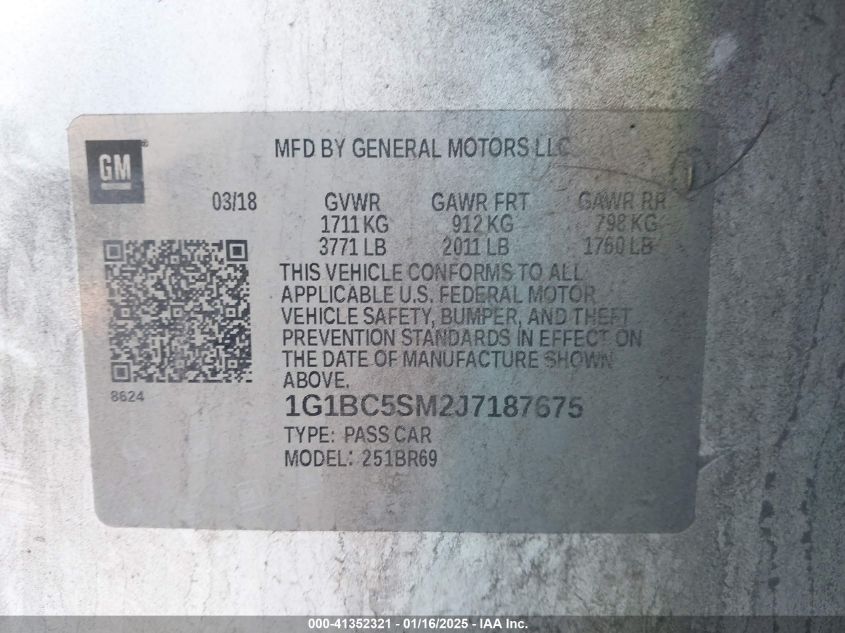 GM
MFD BY GENERAL MOTORS LLC
03/18 GVWR GAWR FRT GAWR RR
1711 KG 912 KG 798 KG
3771 LB 2011 LB 1760 LB
THIS VEHICLE CONFORMS TO ALL
APPLICABLE U.S. FEDERAL MOTOR
VEHICLE SAFETY, BUMPER, AND THEFT
PREVENTION STANDARDS IN EFFECT ON
THE DATE OF MANUFACTURE SHOWN
ABOVE.
8624
1G1BC5SM2J7187675
TYPE: PASS CAR
MODEL: 251BR69
000-41352321 - 01/16/2025 - IAA Inc.